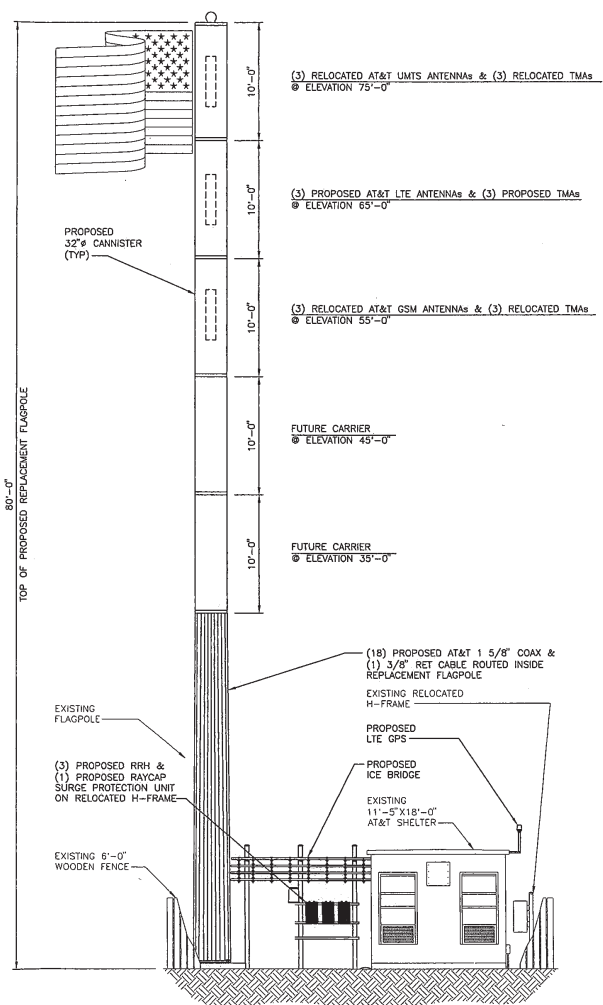 10'-0"
(3) RELOCATED AT&T UMTS ANTENNAs & (3) RELOCATED TMAs
@ ELEVATION 75'-0"
10'-0"
(3) PROPOSED AT&T LTE ANTENNAs & (3) PROPOSED TMAs
@ ELEVATION 65'-0"
PROPOSED
32"ø CANNISTER
(TYP)
10'-0"
(3) RELOCATED AT&T GSM ANTENNAs & (3) RELOCATED TMAs
@ ELEVATION 55'-0"
10'-0"
FUTURE CARRIER
@ ELEVATION 45'-0"
80'-0"
TOP OF PROPOSED REPLACEMENT FLAGPOLE
10'-0"
FUTURE CARRIER
@ ELEVATION 35'-0"
(18) PROPOSED AT&T 1 5/8" COAX &
(1) 3/8" RET CABLE ROUTED INSIDE
REPLACEMENT FLAGPOLE
EXISTING RELOCATED
H-FRAME
EXISTING
FLAGPOLE
PROPOSED
LTE GPS
(3) PROPOSED RRH &
(1) PROPOSED RAYCAP
SURGE PROTECTION UNIT
ON RELOCATED H-FRAME
PROPOSED
ICE BRIDGE
EXISTING
11'-5"X18'-0"
AT&T SHELTER
EXISTING 6'-0"
WOODEN FENCE